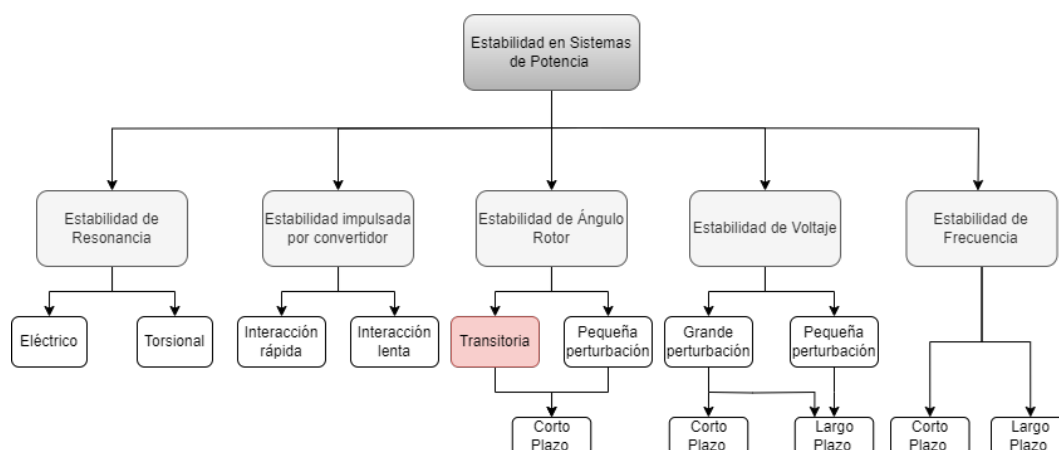 Estabilidad en Sistemas
de Potencia
Estabilidad de
Resonancia
Estabilidad impulsada
por convertidor
Estabilidad de Ángulo
Rotor
Estabilidad de Voltaje
Estabilidad de
Frecuencia
Eléctrico
Torsional
Interacción
rápida
Interacción
lenta
Transitoria
Pequeña
perturbación
Grande
perturbación
Pequeña
perturbación
Corto
Plazo
Corto
Plazo
Largo
Plazo
Corto
Plazo
Largo
Plazo